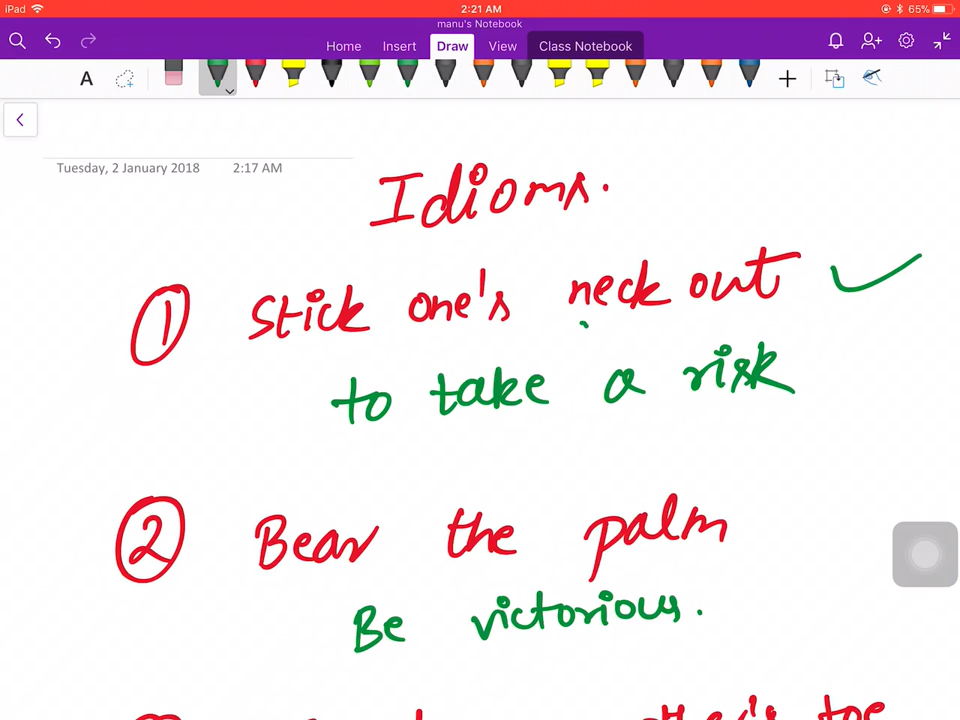 iPad 2:21 AM 65%
manu's Notebook
Home Insert Draw View Class Notebook
A
Tuesday, 2 January 2018 2:17 AM
Idioms.
1 Stick one's neck out
to take a risk
2 Bear the palm
Be victorious.
toe